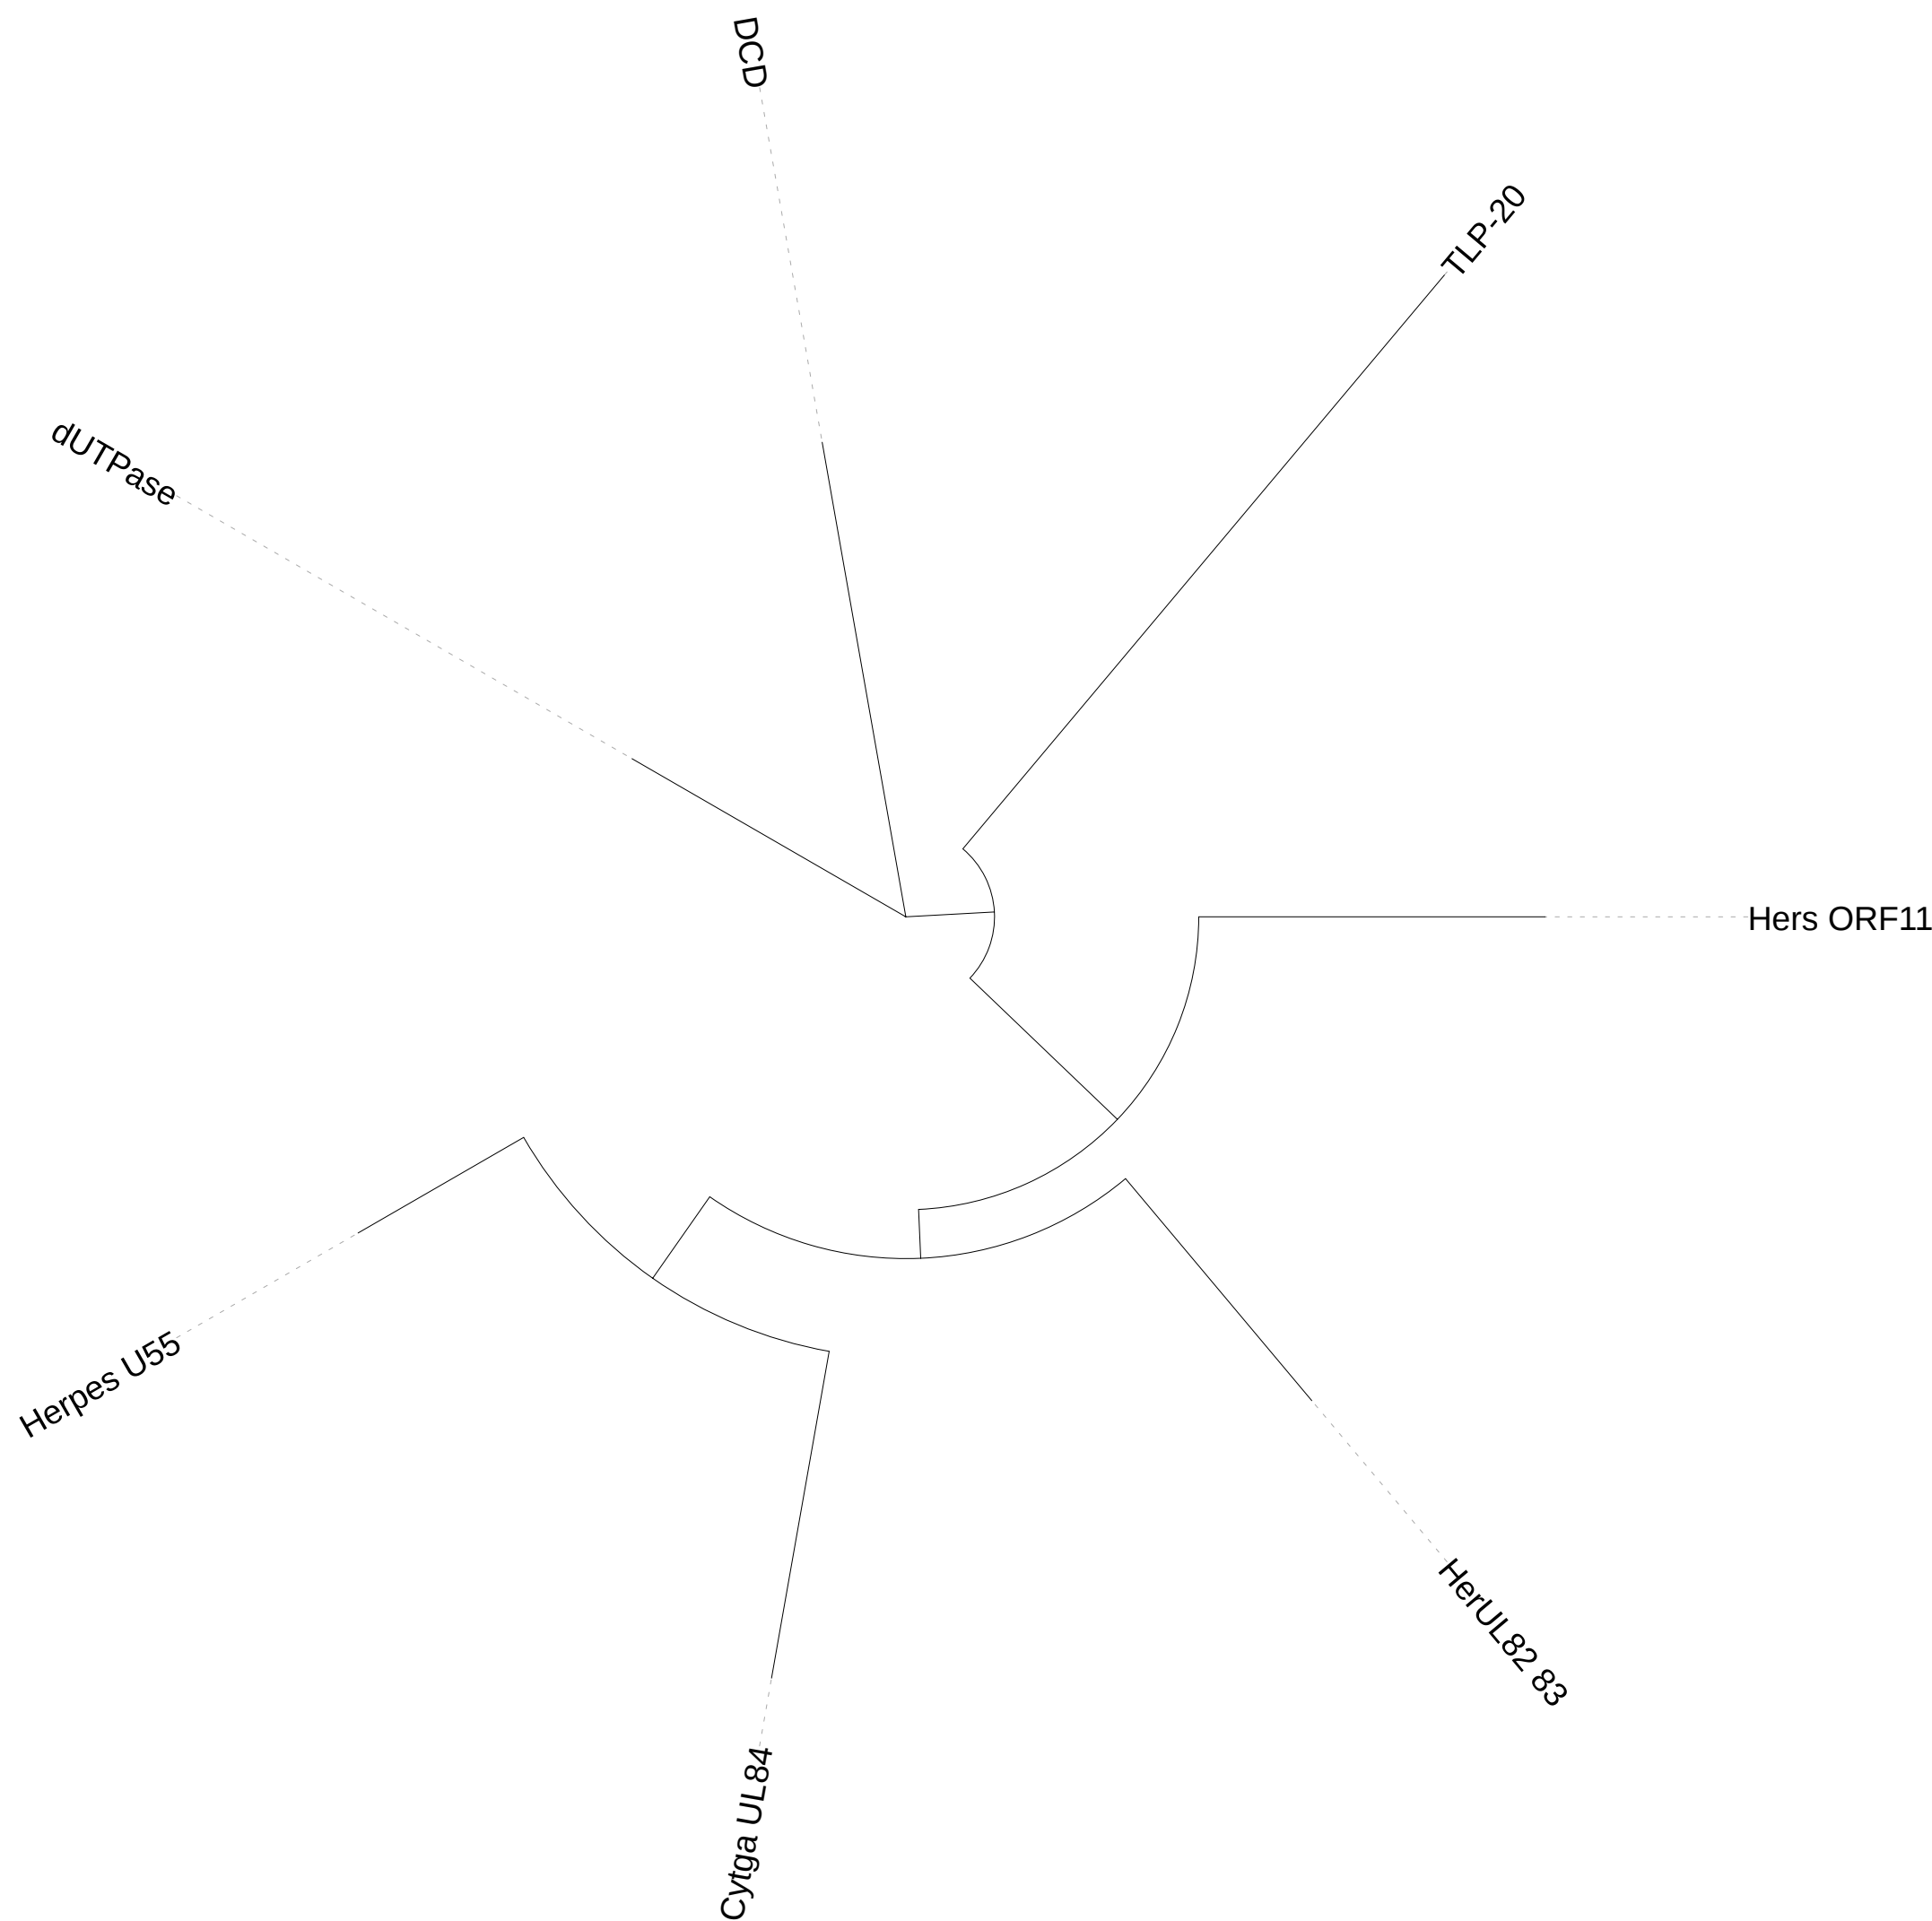 DCD
TLP-20
dUTPase
Hers ORF11
Herpes U55
HerUL82 83
Cytga UL84